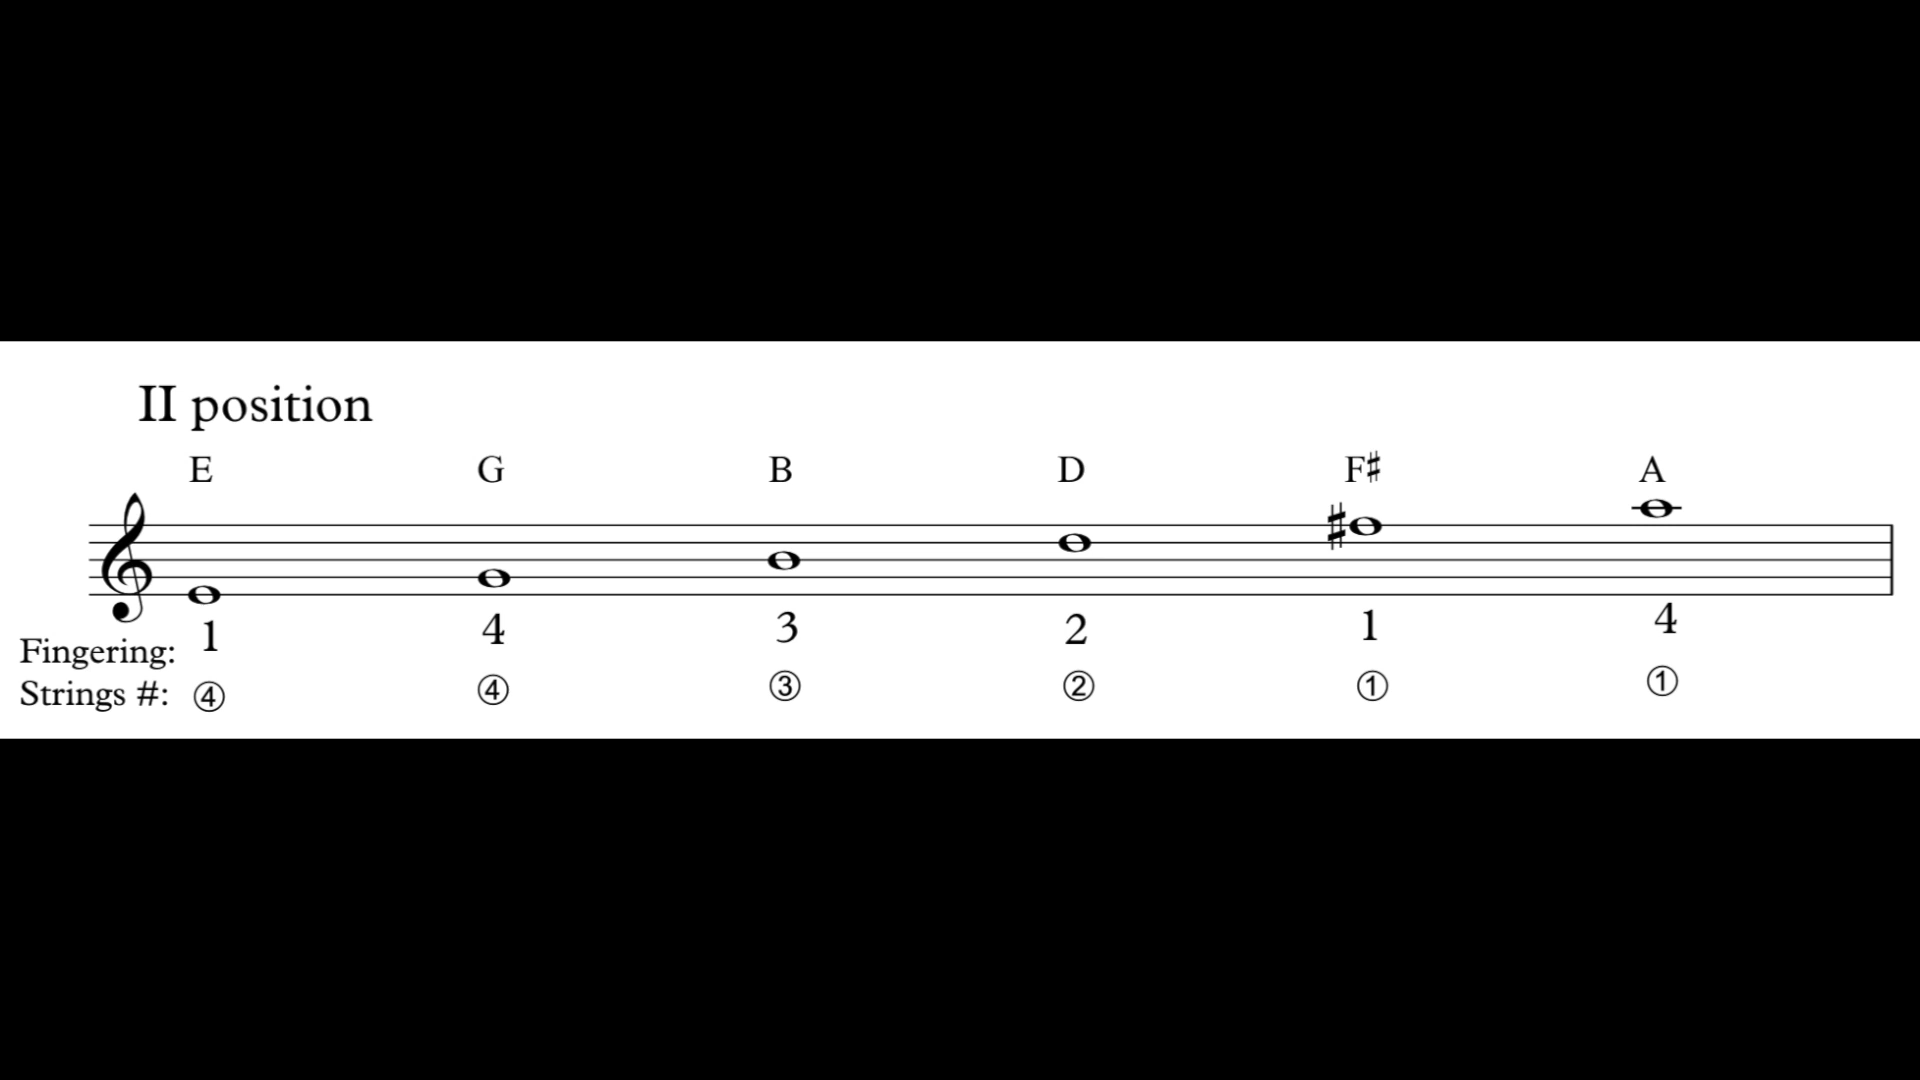 II position
E G B D F♯ A
1 4 3 2 1 4
Fingering:
Strings #: ④ ④ ③ ② ① ①